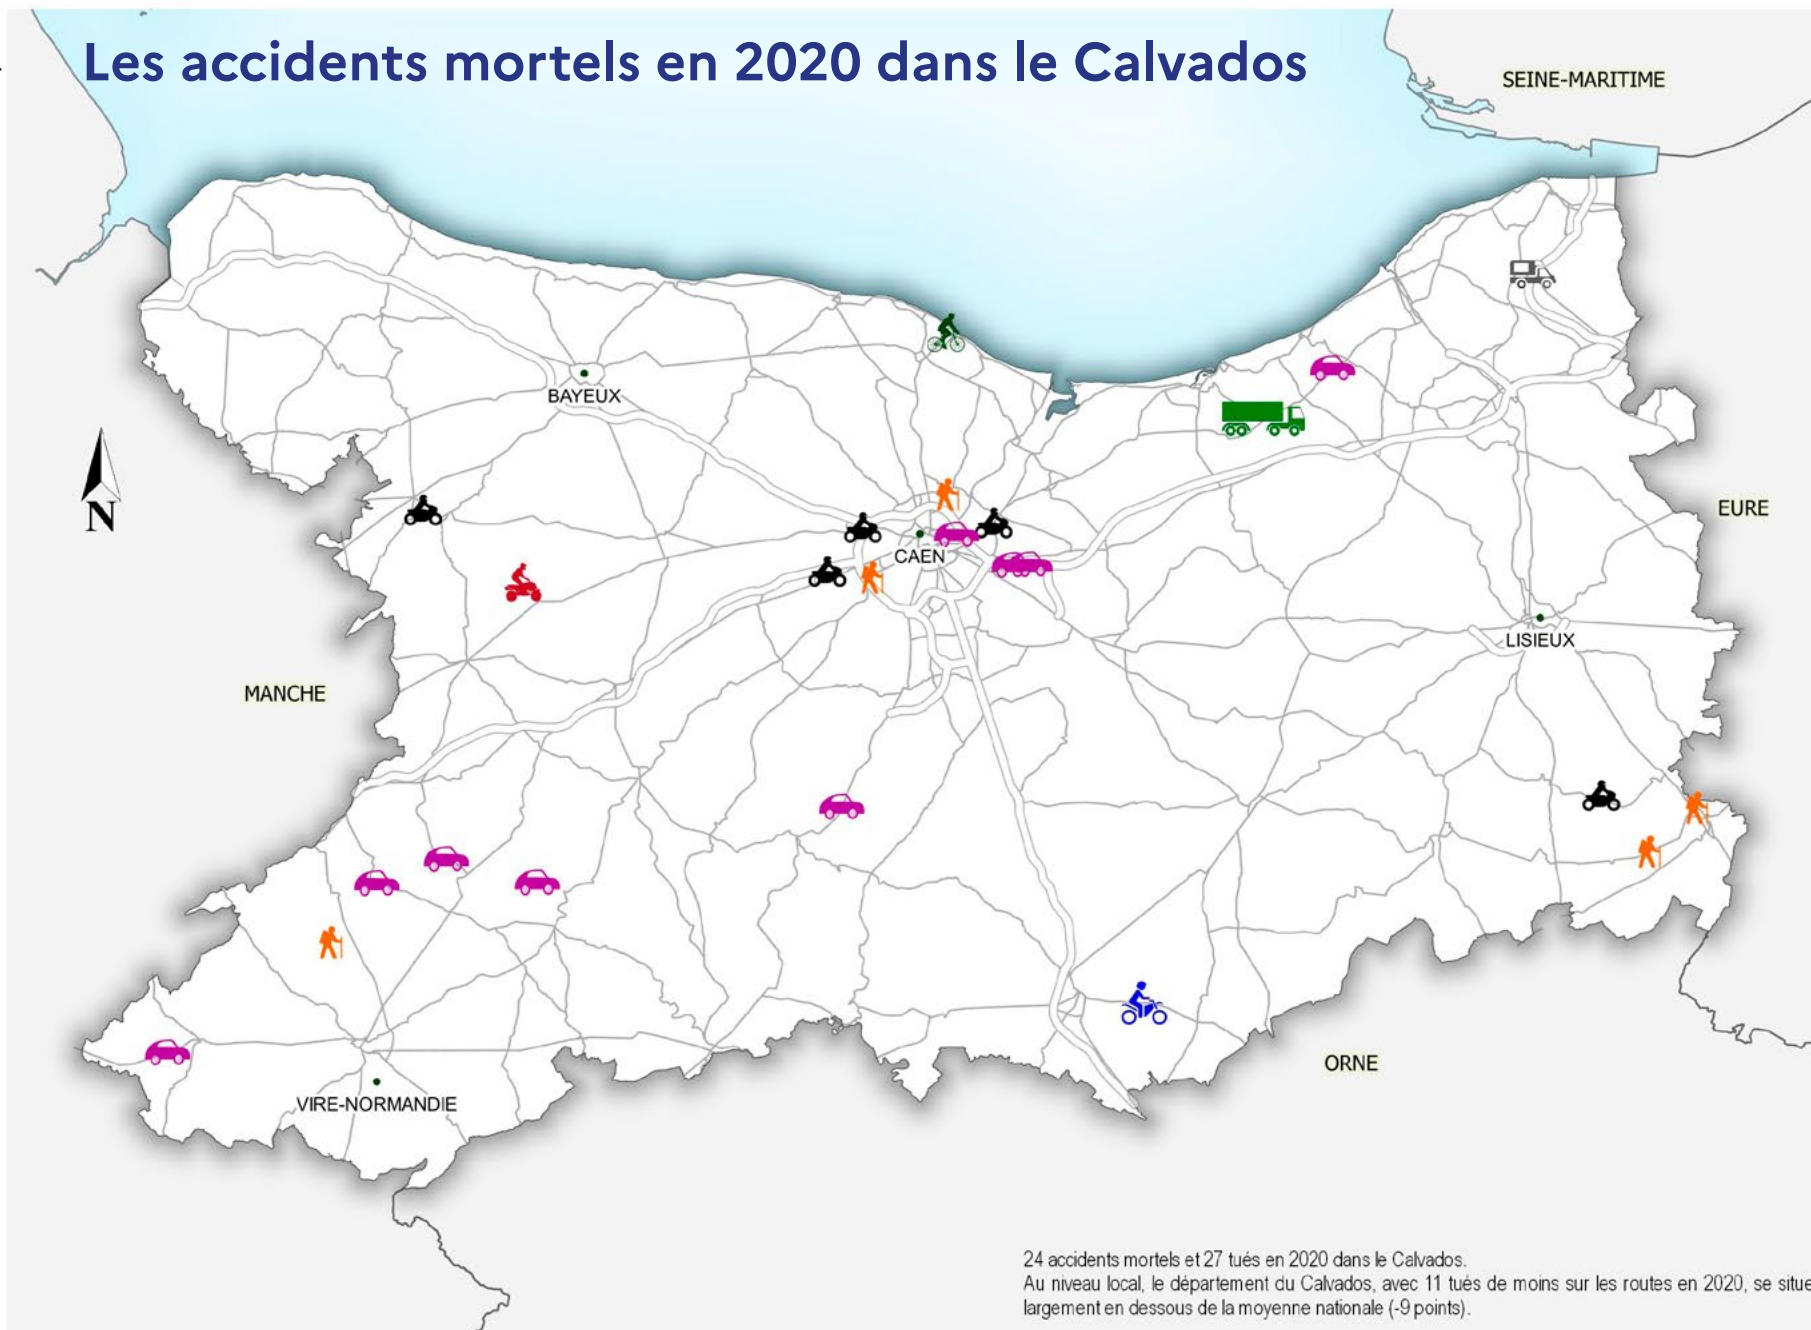 Les accidents mortels en 2020 dans le Calvados
SEINE-MARITIME
BAYEUX
N
EURE
CAEN
LISIEUX
MANCHE
ORNE
VIRE-NORMANDIE
24 accidents mortels et 27 tués en 2020 dans le Calvados.
Au niveau local, le département du Calvados, avec 11 tués de moins sur les routes en 2020, se situe
largement en dessous de la moyenne nationale (-9 points).